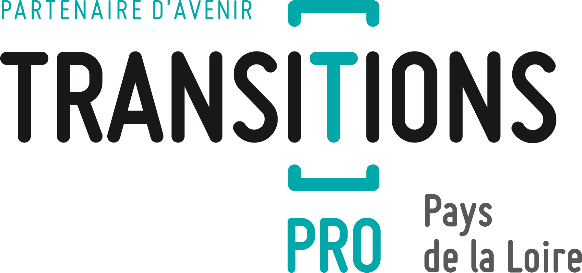 PARTENAIRE D'AVENIR
TRANSITIONS
PRO
Pays
de la Loire